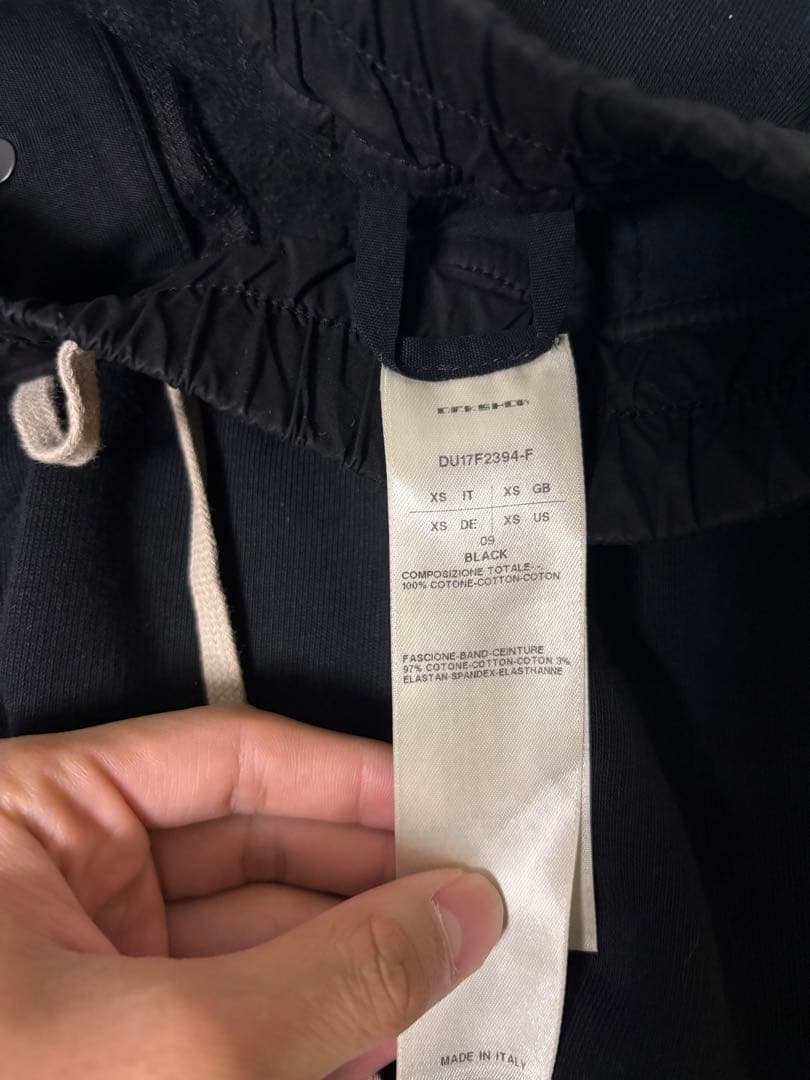 DRKSHDW
DU17F2394-F
XS IT XS GB
XS DE XS US
09
BLACK
COMPOSIZIONE TOTALE-.
100% COTONE-COTTON-COTON
FASCIONE-BAND-CEINTURE
97% COTONE-COTTON-COTON 3%
ELASTAN-SPANDEX-ELASTHANNE
MADE IN ITALY